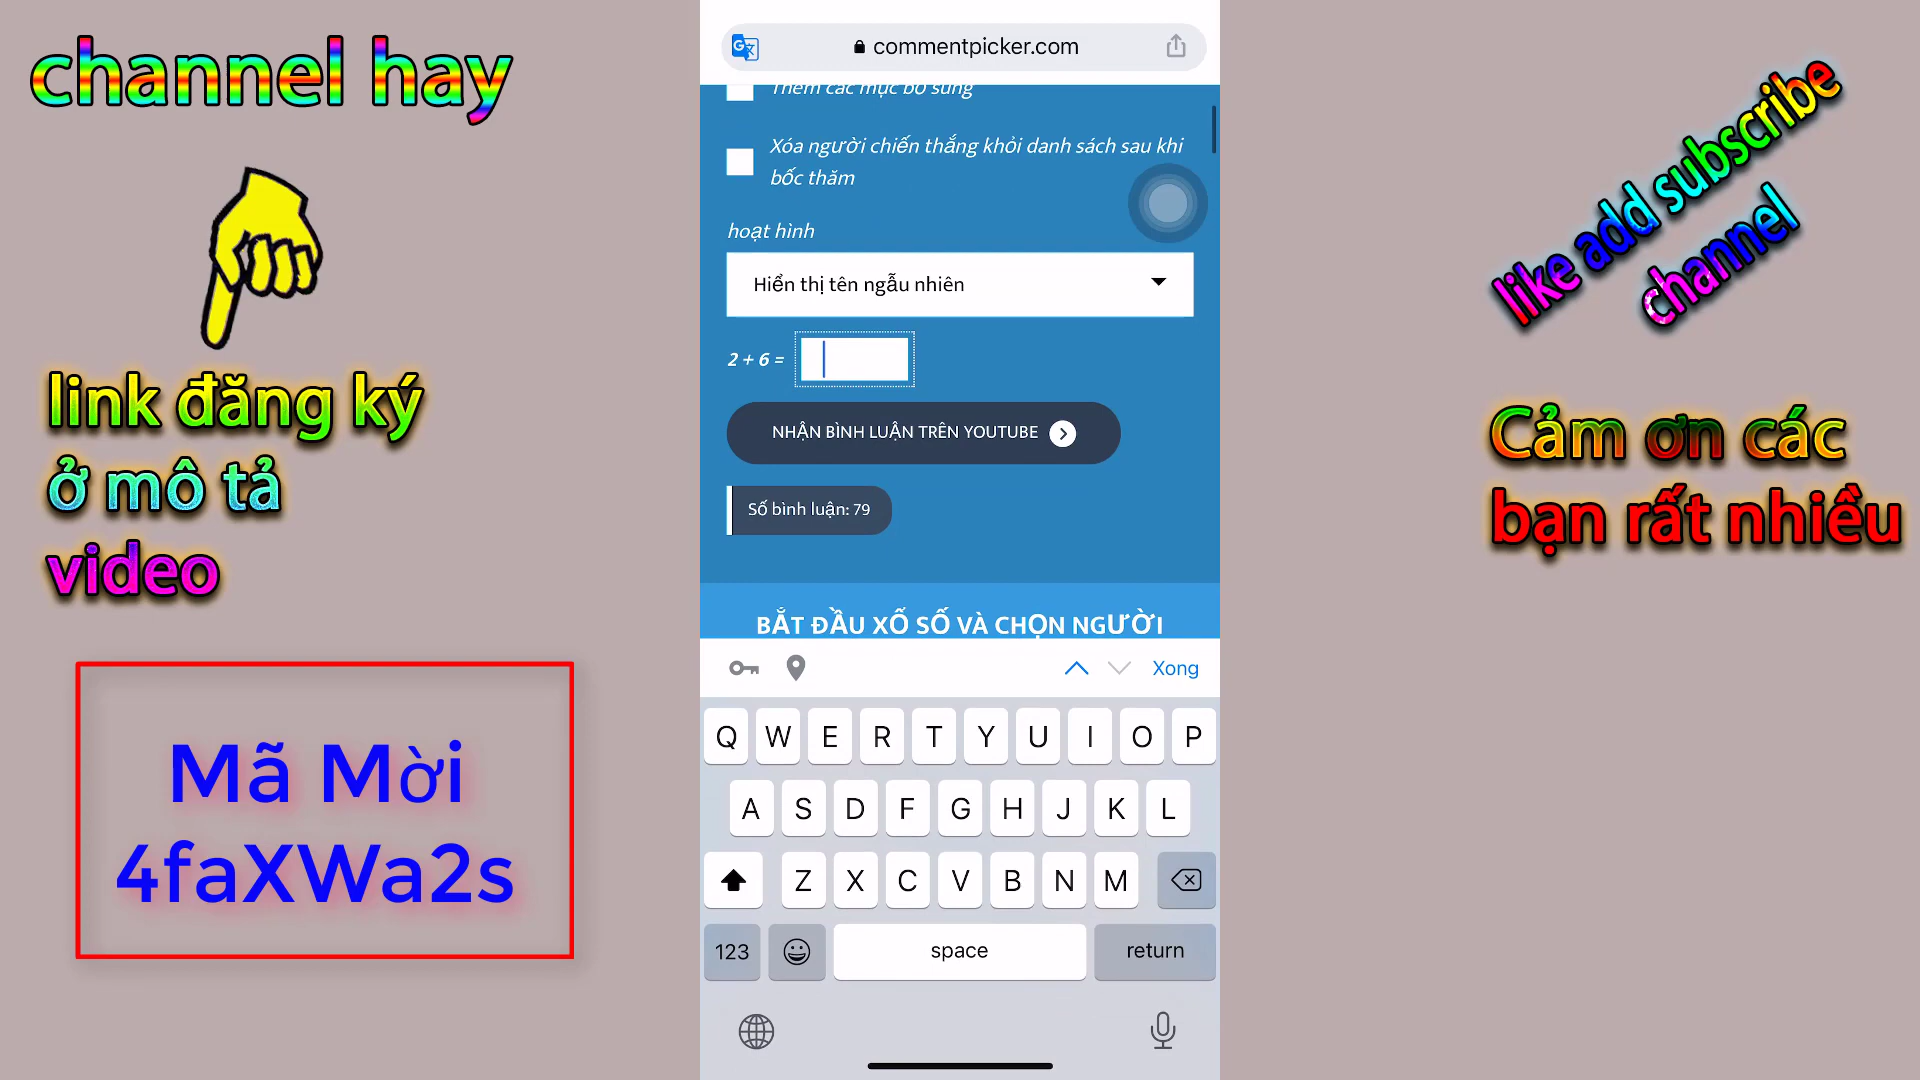 channel hay
link đăng ký
ở mô tả
video
Mã Mời
4faXWa2s
commentpicker.com
Thêm các mục bổ sung
Xóa người chiến thắng khỏi danh sách sau khi
bốc thăm
hoạt hình
Hiển thị tên ngẫu nhiên
2 + 6 =
NHẬN BÌNH LUẬN TRÊN YOUTUBE
Số bình luận: 79
BẮT ĐẦU XỔ SỐ VÀ CHỌN NGƯỜI
Xong
Q W E R T Y U I O P
A S D F G H J K L
Z X C V B N M
123 space return
like add subscribe
channel
Cảm ơn các
bạn rất nhiều